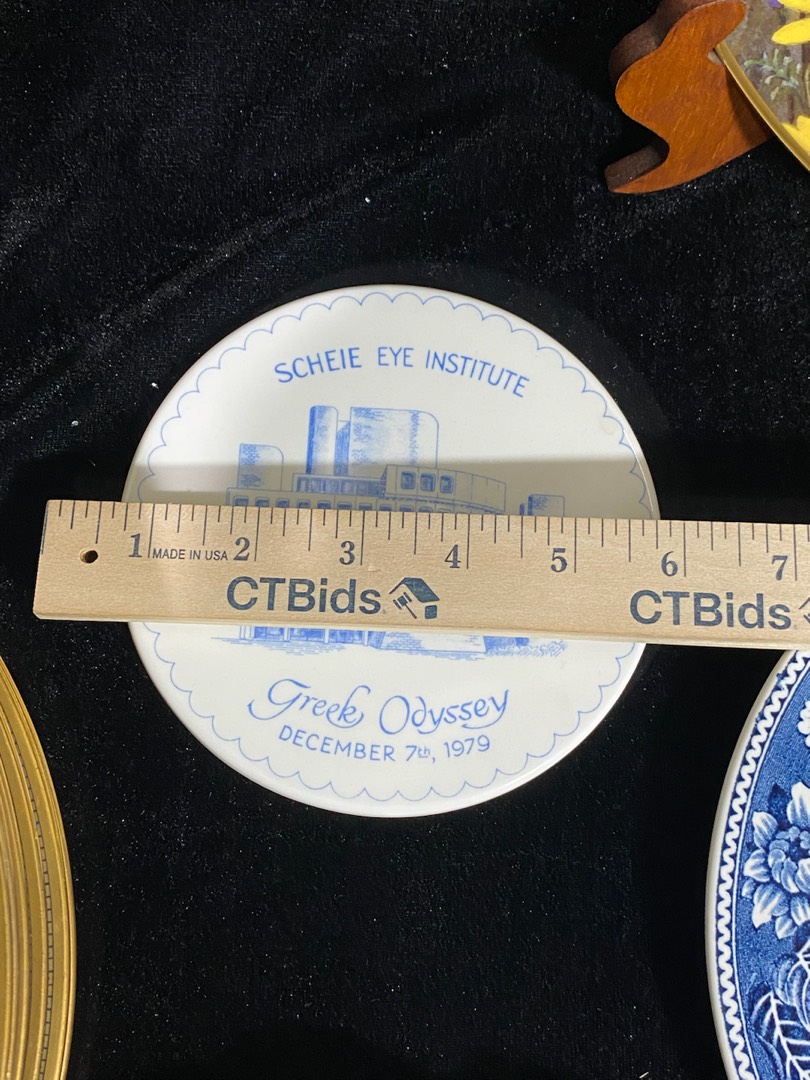 SCHEIE EYE INSTITUTE
1 MADE IN USA 2 3 4 5 6 7
CTBids CTBids
Greek Odyssey
DECEMBER 7th, 1979